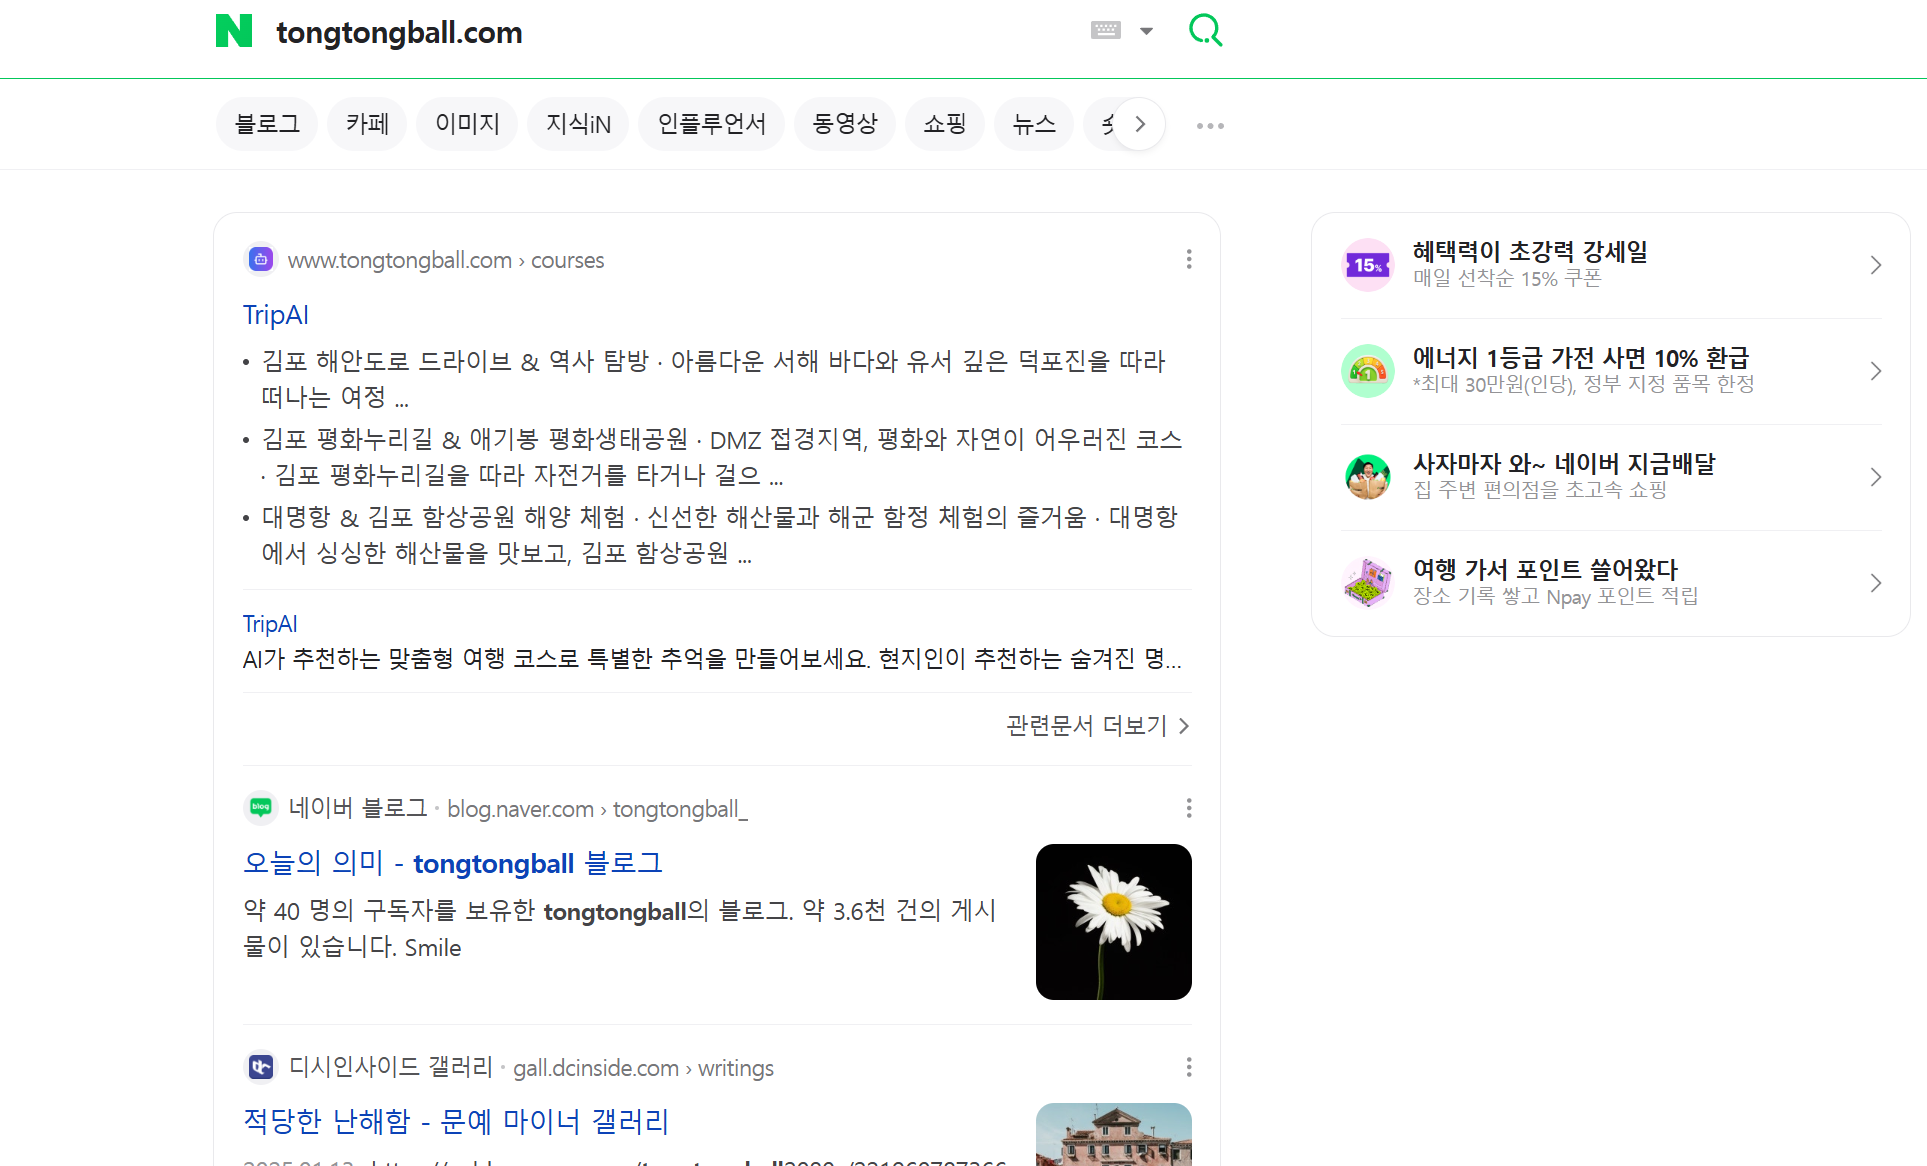 N tongtongball.com
블로그 카페 이미지 지식iN 인플루언서 동영상 쇼핑 뉴스
www.tongtongball.com › courses
TripAI
• 김포 해안도로 드라이브 & 역사 탐방 · 아름다운 서해 바다와 유서 깊은 덕포진을 따라
떠나는 여정 ...
• 김포 평화누리길 & 애기봉 평화생태공원 · DMZ 접경지역, 평화와 자연이 어우러진 코스
· 김포 평화누리길을 따라 자전거를 타거나 걸으 ...
• 대명항 & 김포 함상공원 해양 체험 · 신선한 해산물과 해군 함정 체험의 즐거움 · 대명항
에서 싱싱한 해산물을 맛보고, 김포 함상공원 ...
TripAI
AI가 추천하는 맞춤형 여행 코스로 특별한 추억을 만들어보세요. 현지인이 추천하는 숨겨진 명...
관련문서 더보기
blog 네이버 블로그 · blog.naver.com › tongtongball_
오늘의 의미 - tongtongball 블로그
약 40 명의 구독자를 보유한 tongtongball의 블로그. 약 3.6천 건의 게시
물이 있습니다. Smile
디시인사이드 갤러리 · gall.dcinside.com › writings
적당한 난해함 - 문예 마이너 갤러리
15%
혜택력이 초강력 강세일
매일 선착순 15% 쿠폰
1
에너지 1등급 가전 사면 10% 환급
*최대 30만원(인당), 정부 지정 품목 한정
사자마자 와~ 네이버 지금배달
집 주변 편의점을 초고속 쇼핑
여행 가서 포인트 쓸어왔다
장소 기록 쌓고 Npay 포인트 적립